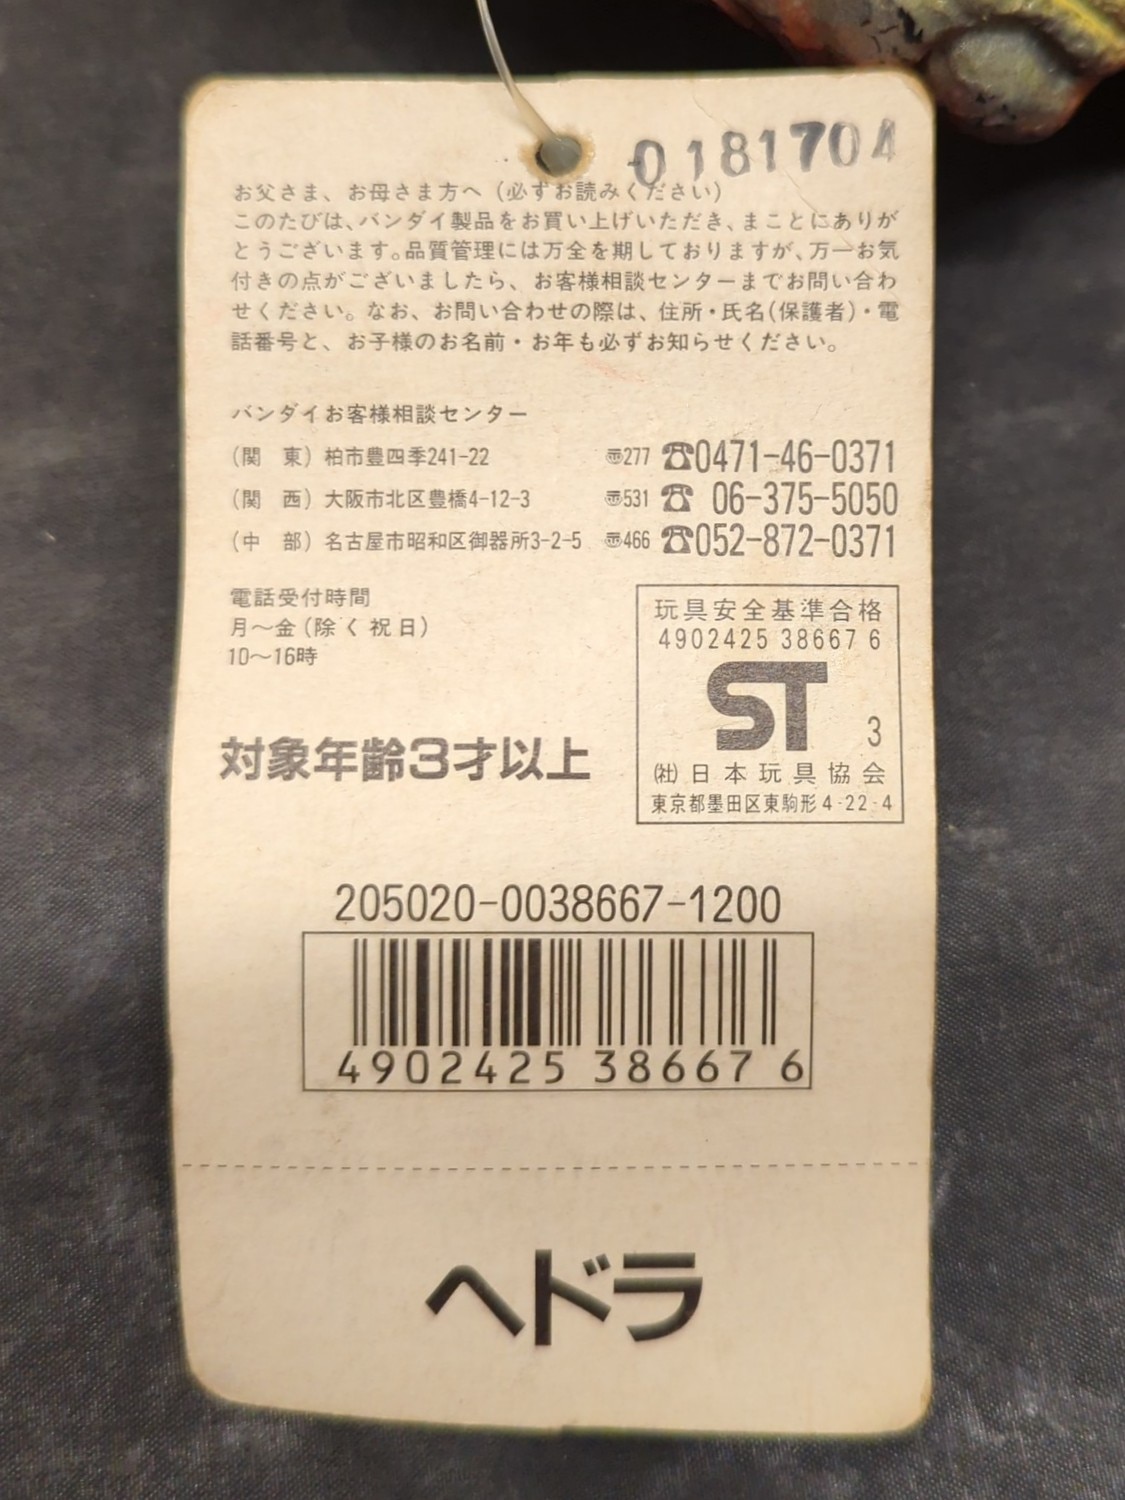 0181704
お父さま、お母さま方へ（必ずお読みください）
このたびは、バンダイ製品をお買い上げいただき、まことにありが
とうございます。品質管理には万全を期しておりますが、万一お気
付きの点がございましたら、お客様相談センターまでお問い合わ
せください。なお、お問い合わせの際は、住所・氏名（保護者）・電
話番号と、お子様のお名前・お年も必ずお知らせください。
バンダイお客様相談センター
（関　東）柏市豊四季241-22 〠277 ☎0471-46-0371
（関　西）大阪市北区豊橋4-12-3 〠531 ☎ 06-375-5050
（中　部）名古屋市昭和区御器所3-2-5 〠466 ☎052-872-0371
電話受付時間
月～金（除く祝日）
10～16時
対象年齢3才以上
玩具安全基準合格
4902425 38667 6
ST 3
㈳日本玩具協会
東京都墨田区東駒形4-22-4
205020-0038667-1200
4902425 38667 6
ヘドラ